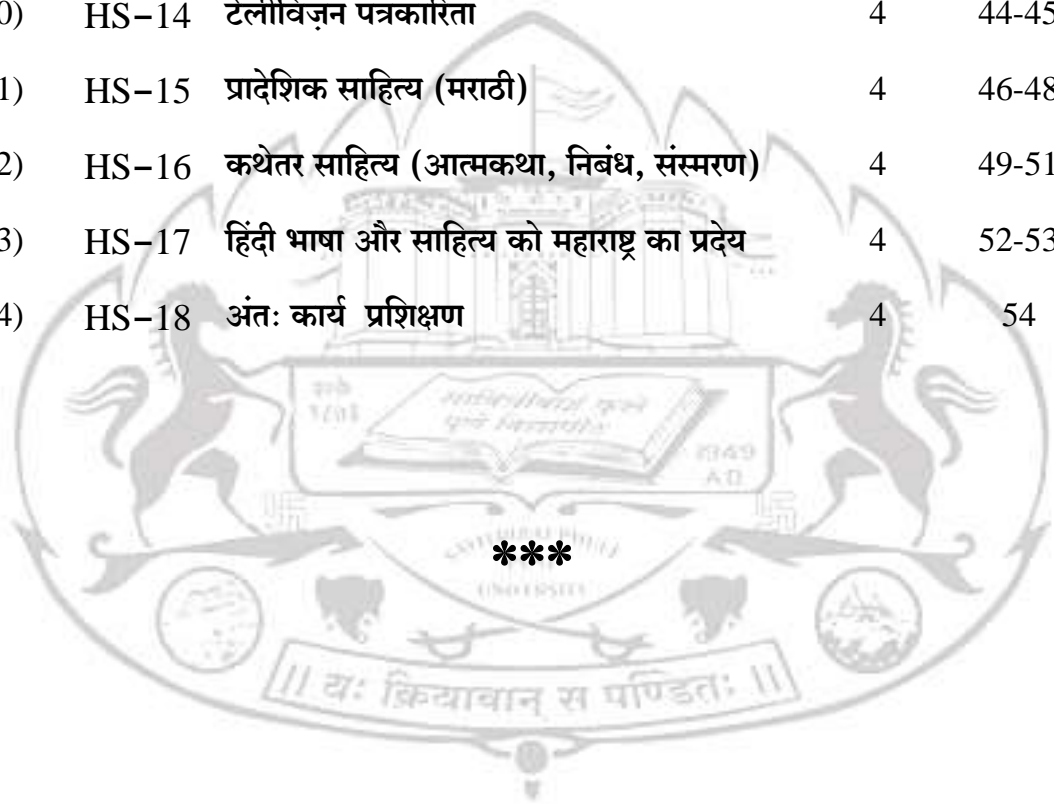 0) HS-14 टेलीविज़न पत्रकारिता 4 44-45
1) HS-15 प्रादेशिक साहित्य (मराठी) 4 46-48
2) HS-16 कथेतर साहित्य (आत्मकथा, निबंध, संस्मरण) 4 49-51
3) HS-17 हिंदी भाषा और साहित्य को महाराष्ट्र का प्रदेय 4 52-53
4) HS-18 अंतः कार्य प्रशिक्षण 4 54
1949
A.D.
***
UNIVERSITY
|| यः क्रियावान् स पण्डितः ||